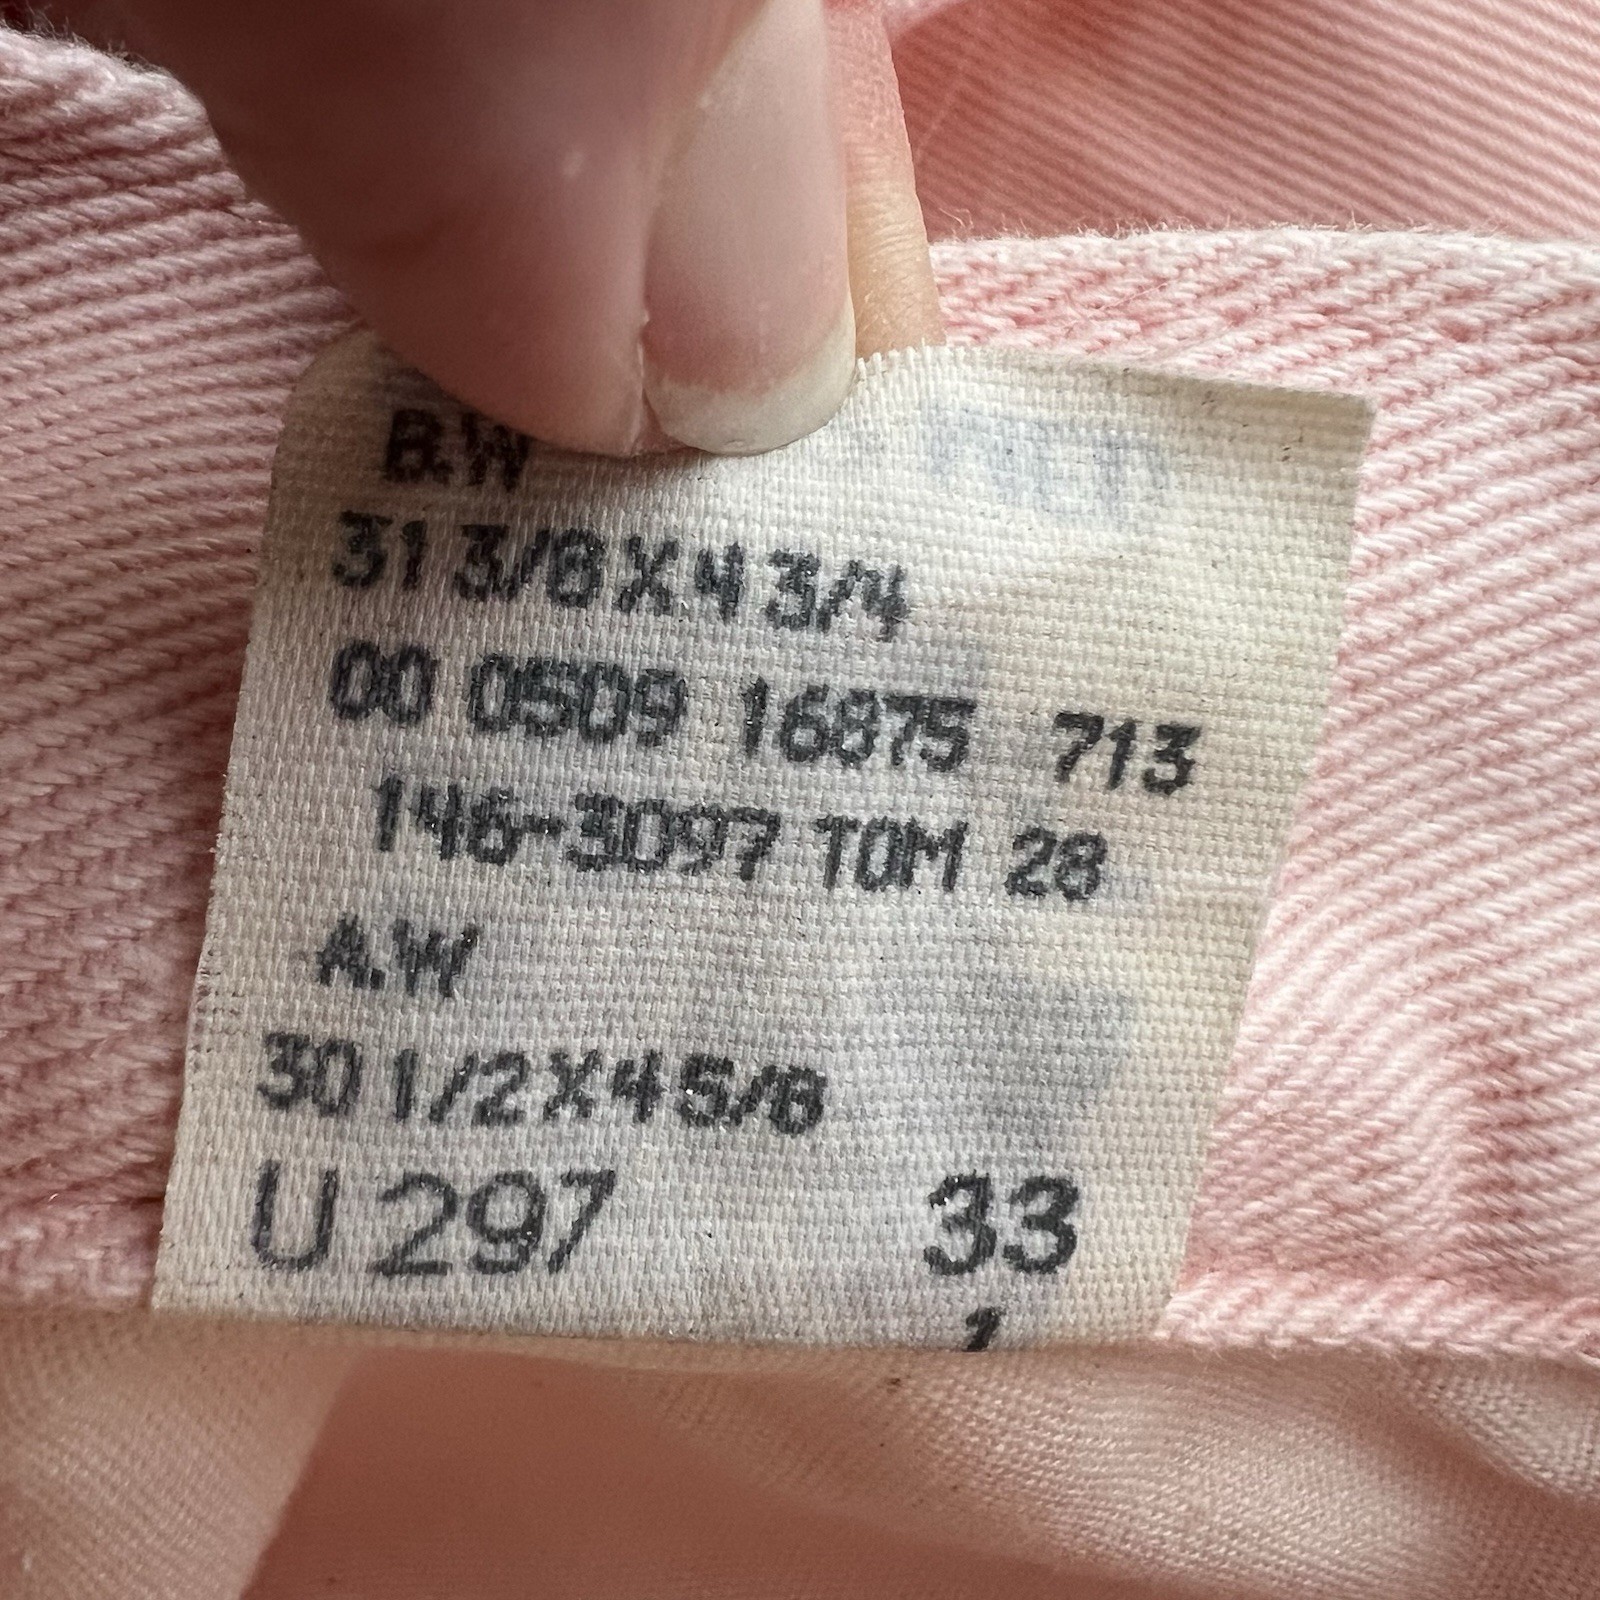 B.W
31 3/8 X 4 3/4
00 0509 16875 713
146-3097 TOM 28
A.W
30 1/2 X 4 5/8
U 297 33
1